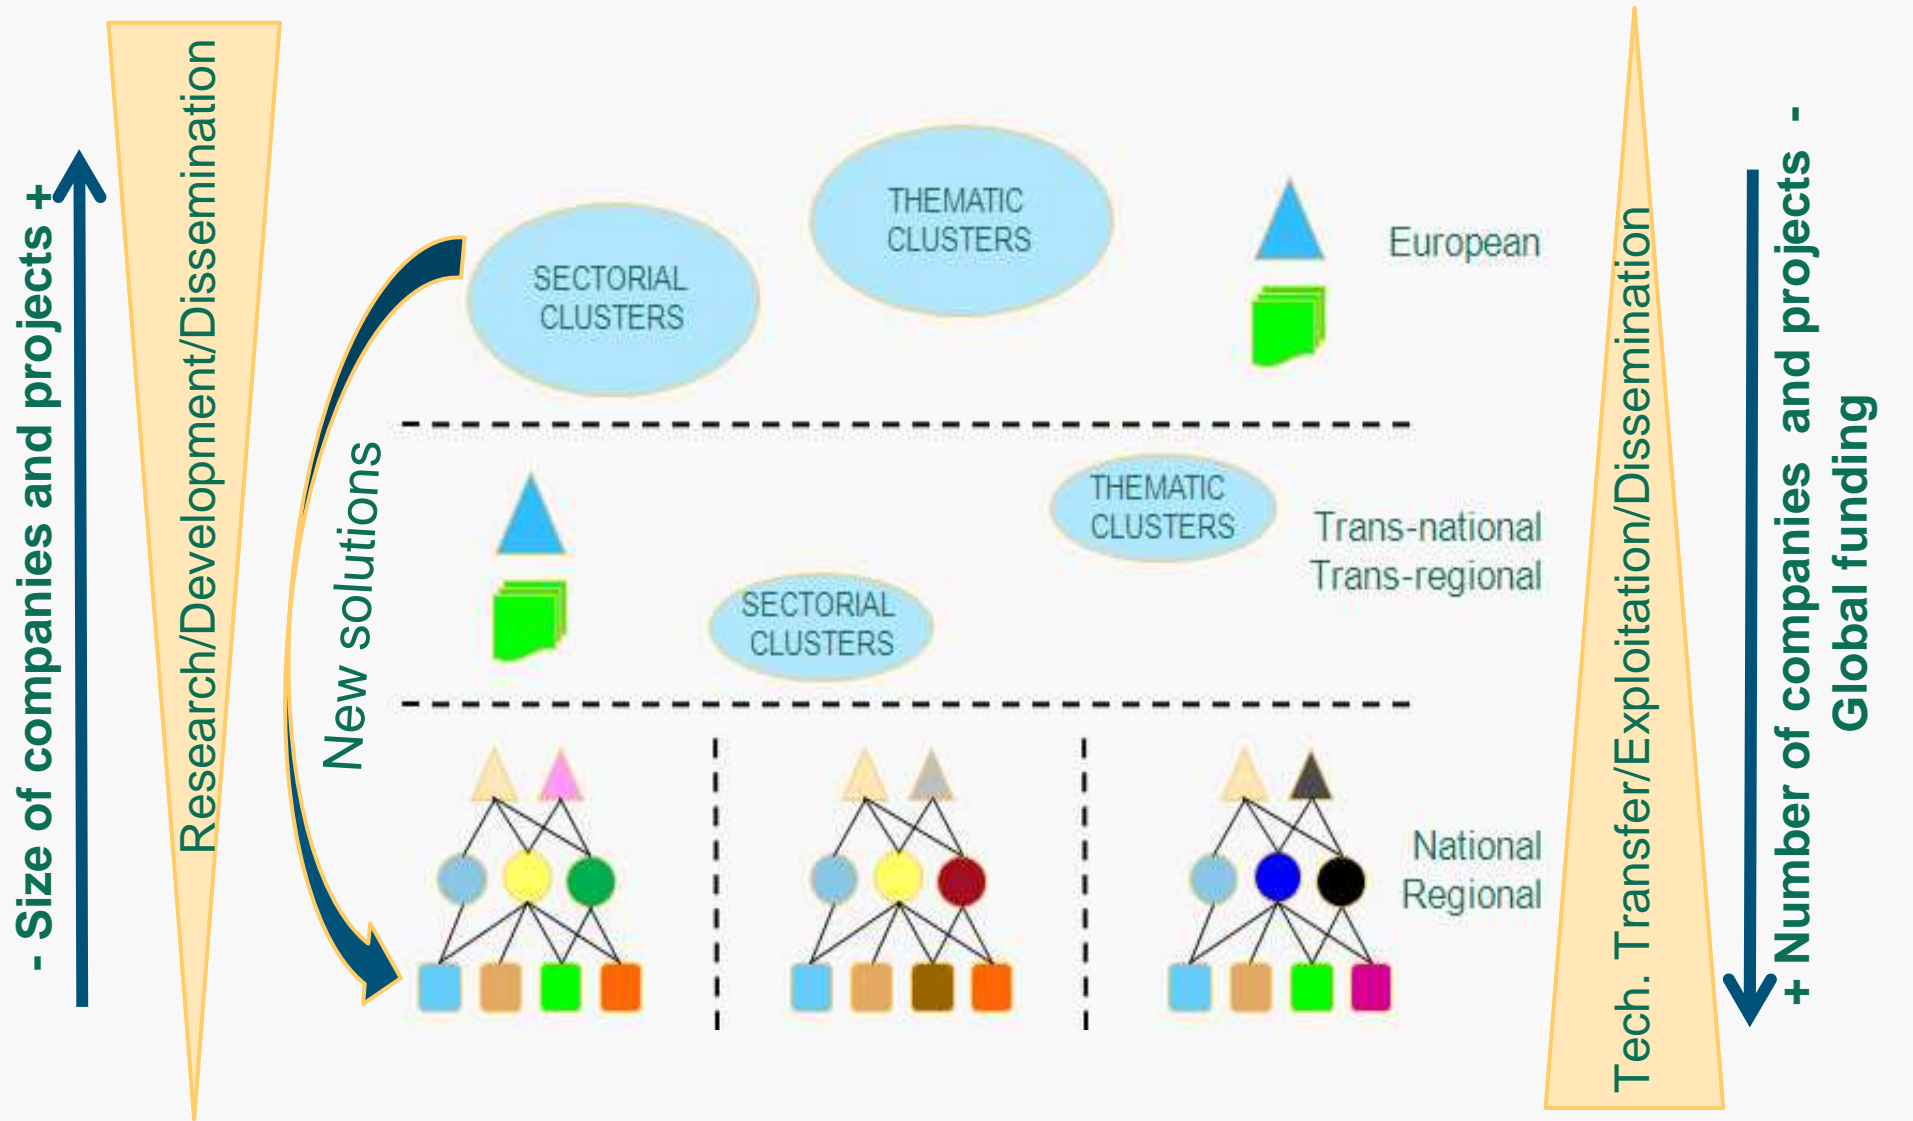 - Size of companies and projects +
Research/Development/Dissemination
New solutions
SECTORIAL
CLUSTERS
THEMATIC
CLUSTERS
European
THEMATIC
CLUSTERS
SECTORIAL
CLUSTERS
Trans-national
Trans-regional
National
Regional
Tech. Transfer/Exploitation/Dissemination
+ Number of companies and projects -
Global funding